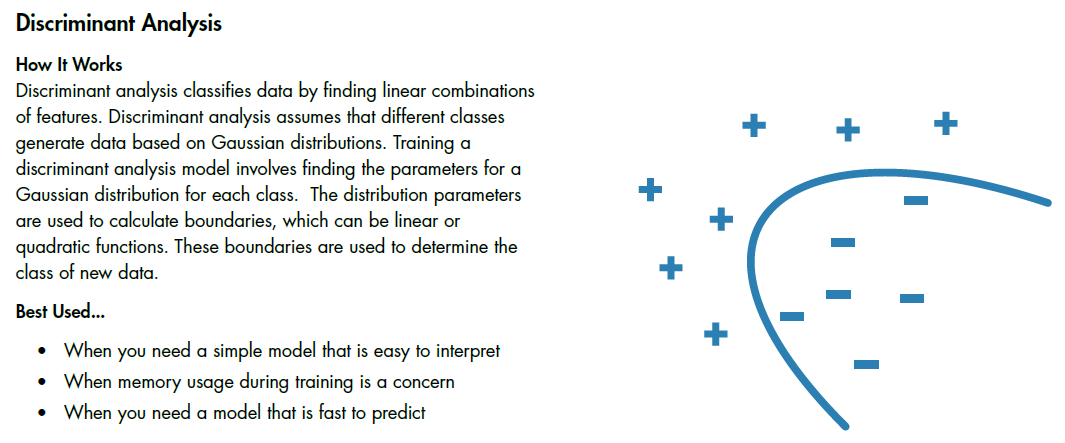 Discriminant Analysis
How It Works
Discriminant analysis classifies data by finding linear combinations
of features. Discriminant analysis assumes that different classes
generate data based on Gaussian distributions. Training a
discriminant analysis model involves finding the parameters for a
Gaussian distribution for each class.  The distribution parameters
are used to calculate boundaries, which can be linear or
quadratic functions. These boundaries are used to determine the
class of new data.
Best Used...
• When you need a simple model that is easy to interpret
• When memory usage during training is a concern
• When you need a model that is fast to predict